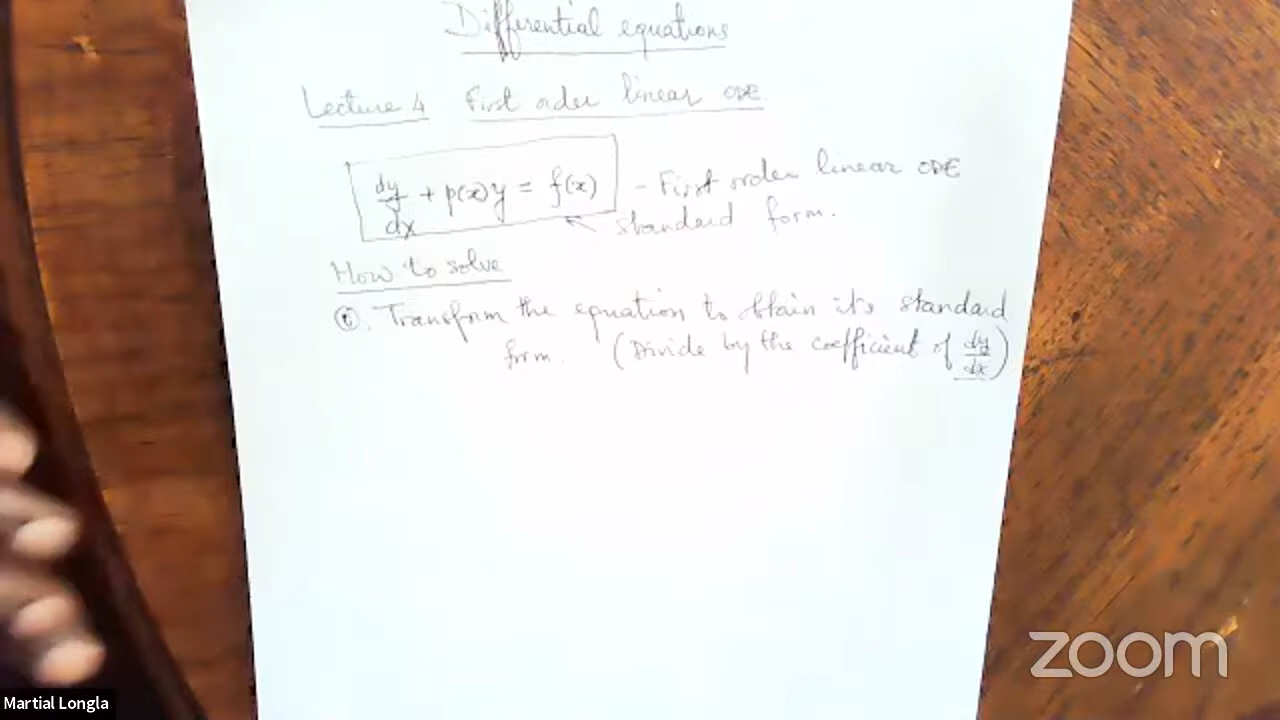 Differential equations
Lecture 4 First order linear ODE.
dy/dx + p(x)y = f(x) - First order linear ODE
standard form.
How to solve
①. Transform the equation to obtain its standard
form. (Divide by the coefficient of dy/dx)
zoom
Martial Longla